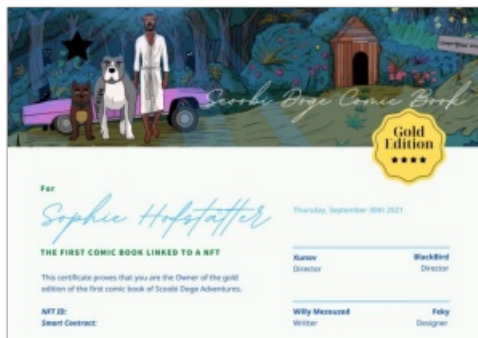 Scoobi Doge Comic Book
Gold
Edition
For
Sophie Hofstatter
Thursday, September 30th 2021
THE FIRST COMIC BOOK LINKED TO A NFT
This certificate proves that you are the Owner of the gold
edition of the first comic book of Scoobi Doge Adventures.
NFT ID:
Smart Contract:
Xunov
Director
BlackBird
Director
Willy Mezouzed
Writter
Feky
Designer